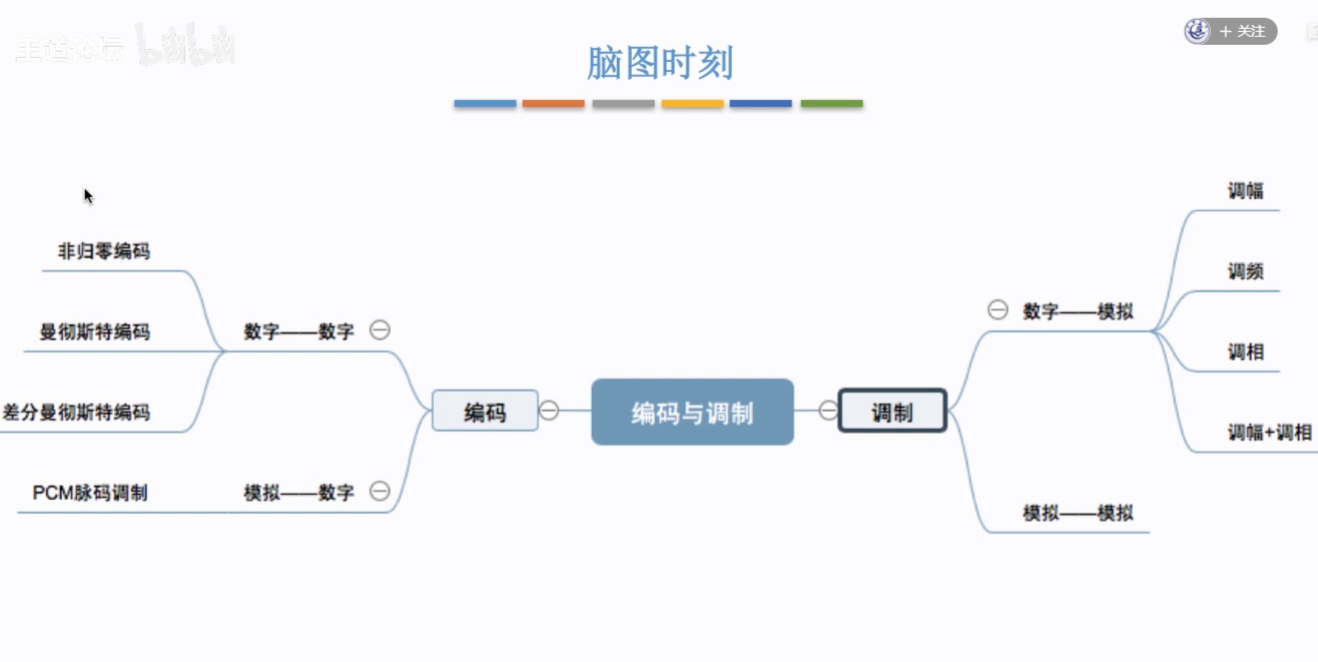 王道论坛 bilibili
+ 关注
脑图时刻
非归零编码
曼彻斯特编码
差分曼彻斯特编码
数字——数字
PCM脉码调制
模拟——数字
编码
编码与调制
调制
数字——模拟
调幅
调频
调相
调幅+调相
模拟——模拟